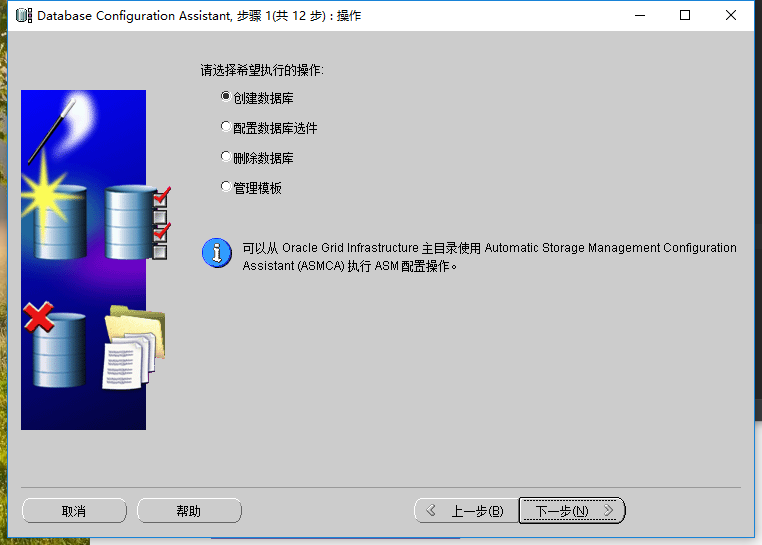 Database Configuration Assistant, 步骤 1(共 12 步) : 操作
请选择希望执行的操作:
创建数据库
配置数据库选件
删除数据库
管理模板
可以从 Oracle Grid Infrastructure 主目录使用 Automatic Storage Management Configuration
Assistant (ASMCA) 执行 ASM 配置操作。
取消 帮助 上一步(B) 下一步(N)